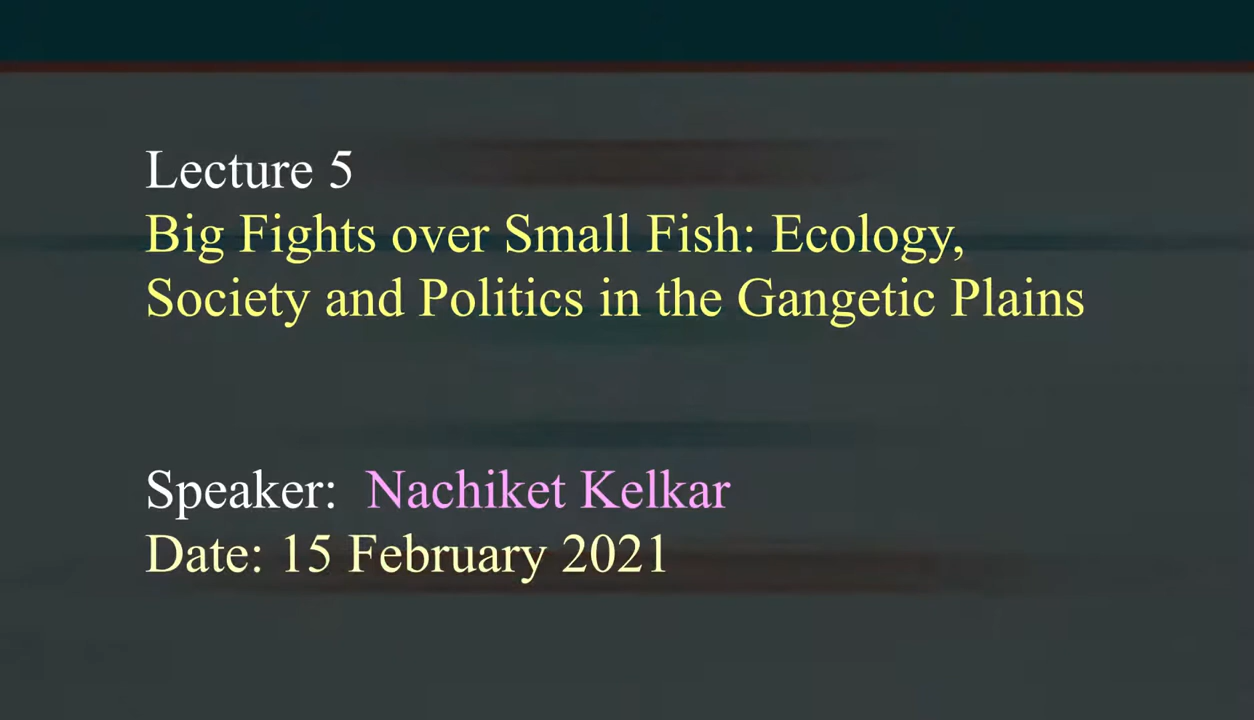 Lecture 5
Big Fights over Small Fish: Ecology,
Society and Politics in the Gangetic Plains
Speaker: Nachiket Kelkar
Date: 15 February 2021